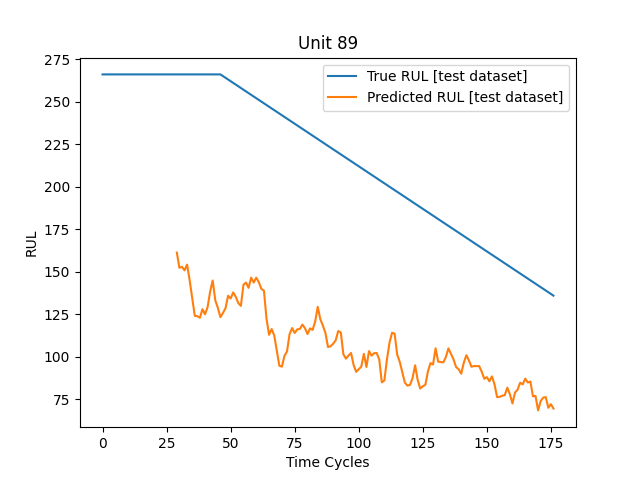 Unit 89
275
250
225
200
175
150
125
100
75
RUL
True RUL [test dataset]
Predicted RUL [test dataset]
0 25 50 75 100 125 150 175
Time Cycles